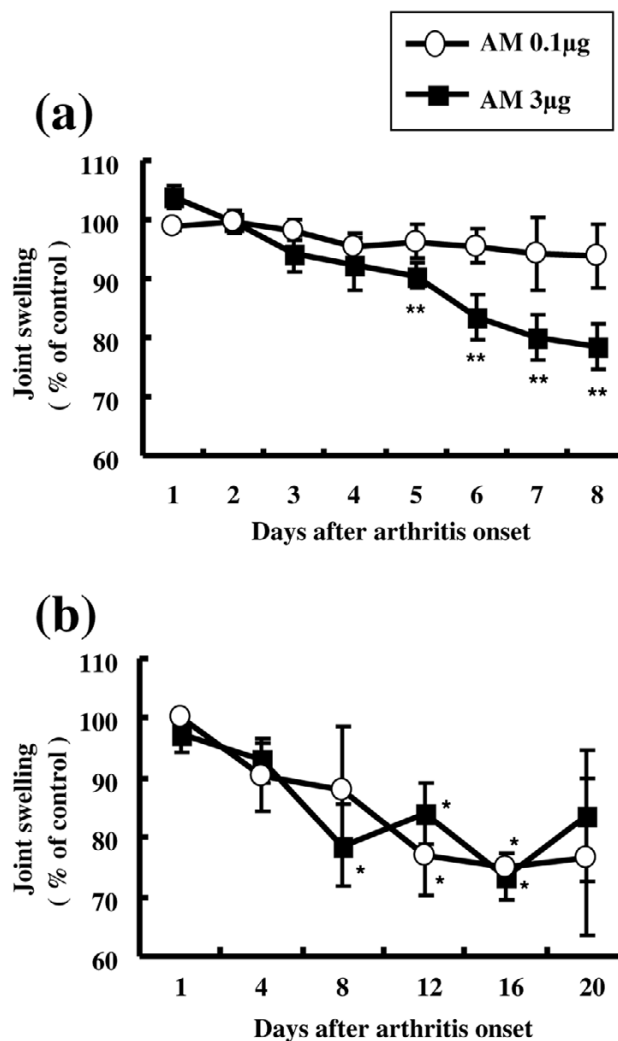 AM 0.1μg
AM 3μg
(a)
110
100
90
80
70
60
Joint swelling
( % of control )
**
**
**
**
1 2 3 4 5 6 7 8
Days after arthritis onset
(b)
110
100
90
80
70
60
Joint swelling
( % of control )
*
*
*
*
*
1 4 8 12 16 20
Days after arthritis onset